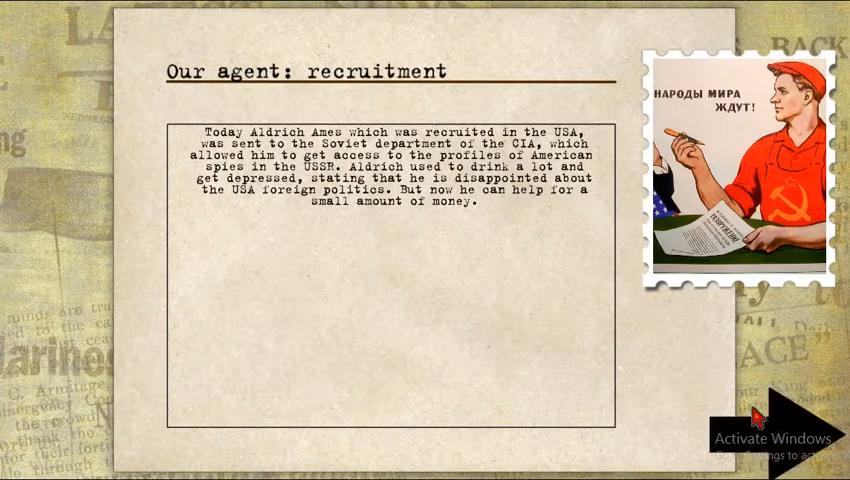 Our agent: recruitment
Today Aldrich Ames which was recruited in the USA,
was sent to the Soviet department of the CIA, which
allowed him to get access to the profiles of American
spies in the USSR. Aldrich used to drink a lot and
get depressed, stating that he is disappointed about
the USA foreign politics. But now he can help for a
small amount of money.
НАРОДЫ МИРА
ЖДУТ!
РАЗОРУЖЕНИЕ
Activate Windows